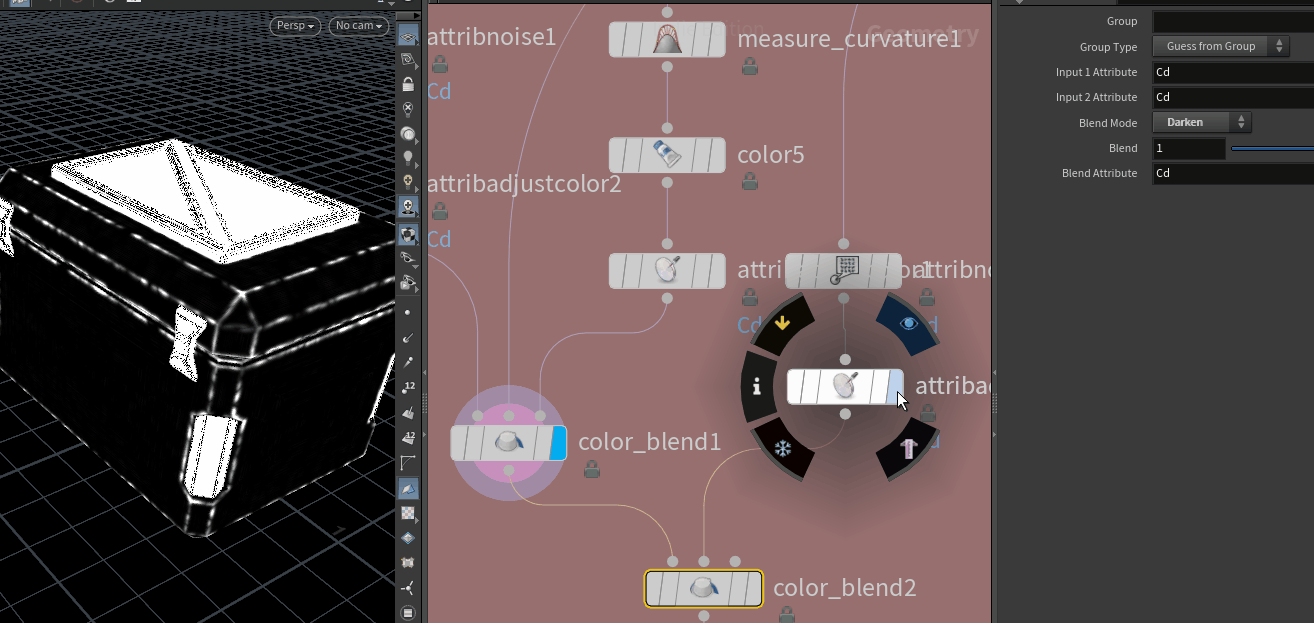 Persp
No cam
attribnoise1
Cd
measure_curvature1
color5
attribadjustcolor2
Cd
attri
attribno
Cd
attribad
color_blend1
color_blend2
12
12
Group
Group Type
Guess from Group
Input 1 Attribute
Cd
Input 2 Attribute
Cd
Blend Mode
Darken
Blend
1
Blend Attribute
Cd